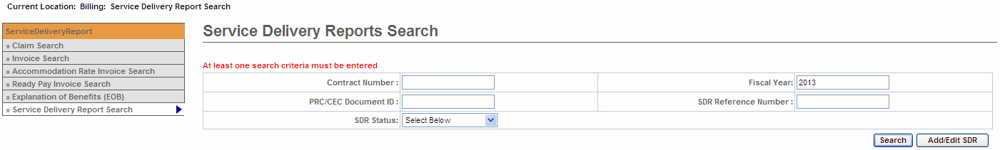 Current Location: Billing: Service Delivery Report Search
ServiceDeliveryReport
» Claim Search
» Invoice Search
» Accommodation Rate Invoice Search
» Ready Pay Invoice Search
» Explanation of Benefits (EOB)
» Service Delivery Report Search
Service Delivery Reports Search
At least one search criteria must be entered
Contract Number : Fiscal Year: 2013
PRC/CEC Document ID : SDR Reference Number :
SDR Status: Select Below
Search Add/Edit SDR